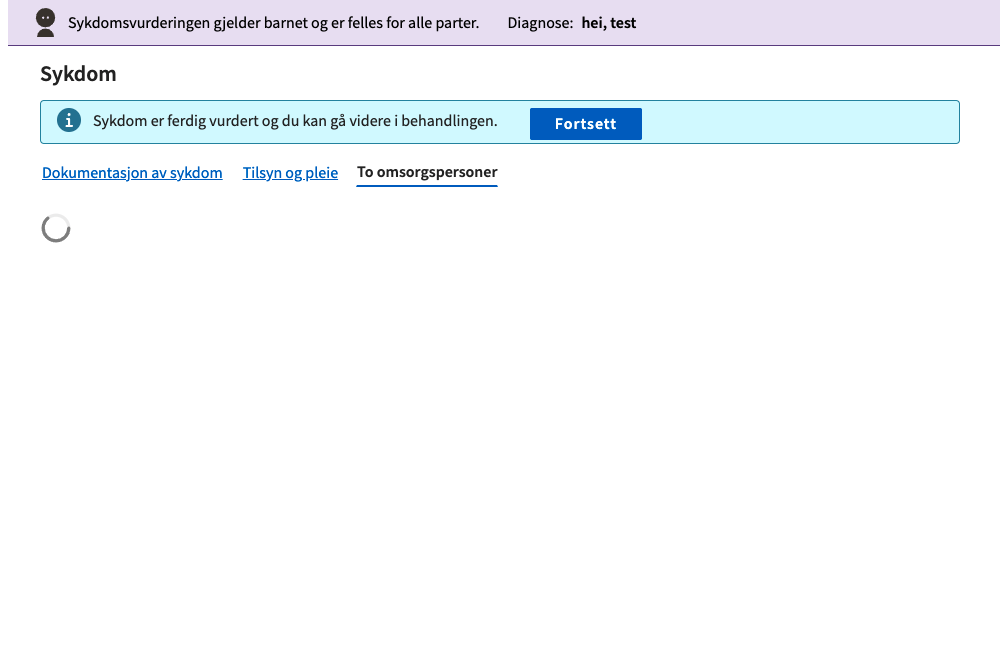 Sykdomsvurderingen gjelder barnet og er felles for alle parter. Diagnose: hei, test
Sykdom
Sykdom er ferdig vurdert og du kan gå videre i behandlingen. Fortsett
Dokumentasjon av sykdom Tilsyn og pleie To omsorgspersoner